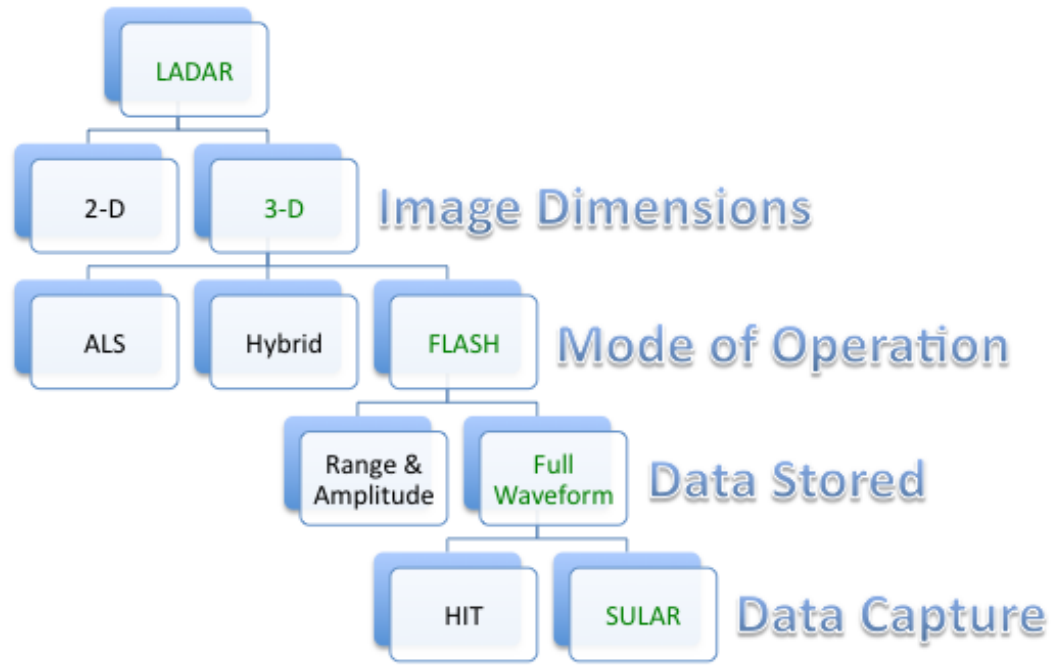 LADAR
2-D
3-D
Image Dimensions
ALS
Hybrid
FLASH
Mode of Operation
Range &
Amplitude
Full
Waveform
Data Stored
HIT
SULAR
Data Capture